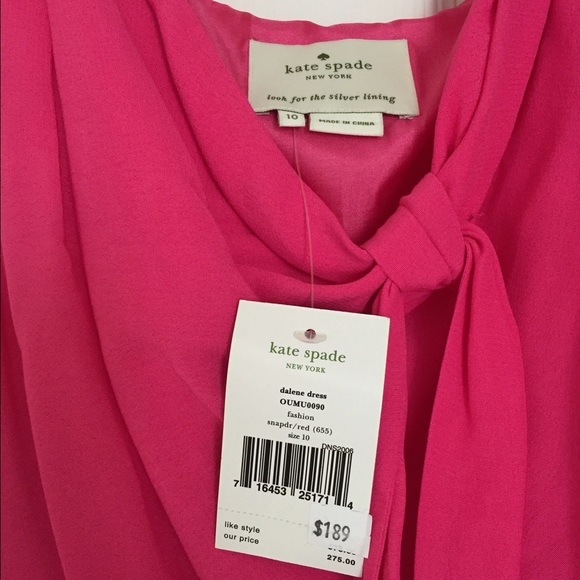 kate spade
NEW YORK
look for the silver lining
10
MADE IN CHINA
kate spade
NEW YORK
dalene dress
OUMU0090
fashion
snapdr/red (655)
size 10
DNS2006
7 16453 25171 4
$189
like style
our price
275.00